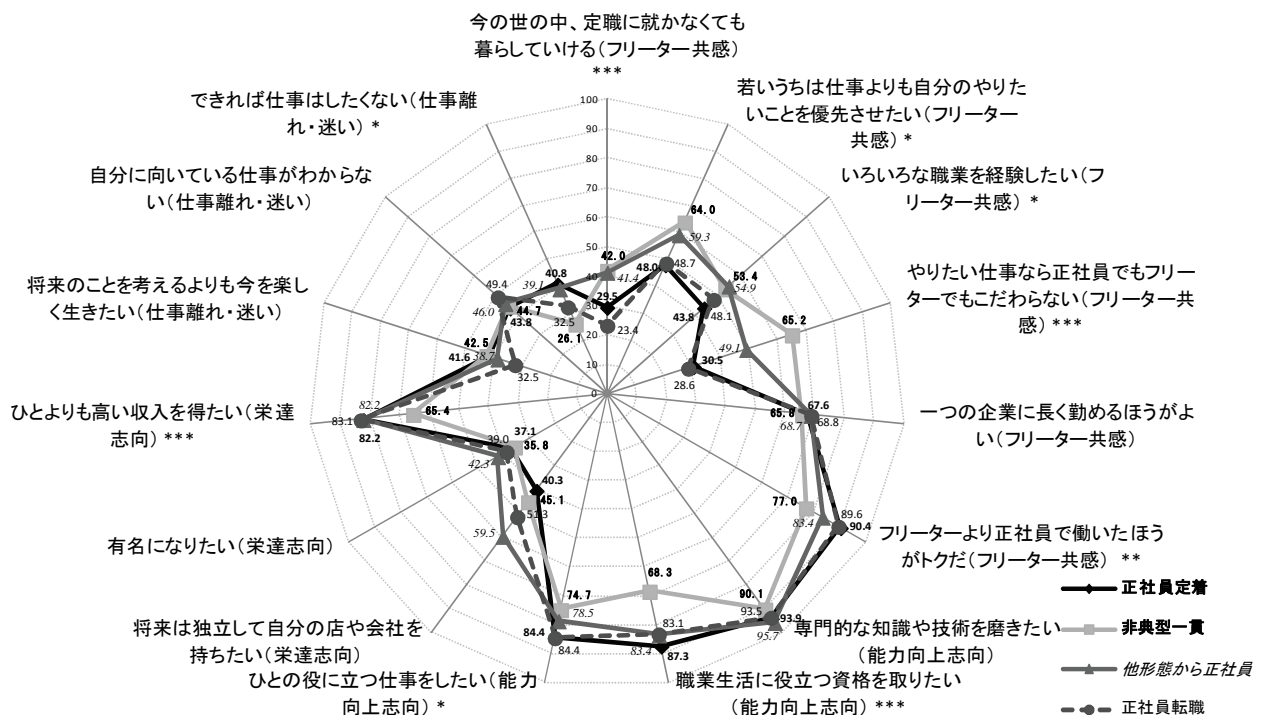 今の世の中、定職に就かなくても
暮らしていける(フリーター共感)
***
若いうちは仕事よりも自分のやりた
いことを優先させたい(フリーター
共感) *
いろいろな職業を経験したい(フ
リーター共感) *
やりたい仕事なら正社員でもフリー
ターでもこだわらない(フリーター共
感) ***
一つの企業に長く勤めるほうがよ
い(フリーター共感)
フリーターより正社員で働いたほう
がトクだ(フリーター共感) **
専門的な知識や技術を磨きたい
(能力向上志向)
職業生活に役立つ資格を取りたい
(能力向上志向) ***
ひとの役に立つ仕事をしたい(能力
向上志向) *
将来は独立して自分の店や会社を
持ちたい(栄達志向)
有名になりたい(栄達志向)
ひとよりも高い収入を得たい(栄達
志向) ***
将来のことを考えるよりも今を楽し
く生きたい(仕事離れ・迷い)
自分に向いている仕事がわからな
い(仕事離れ・迷い)
できれば仕事はしたくない(仕事離
れ・迷い) *
100
90
80
70
60
50
40
30
20
10
0
42.0
41.4
29.5
23.4
64.0
59.3
48.0
48.7
53.4
54.9
43.8
48.1
65.2
49.1
30.5
28.6
67.6
65.8
68.8
68.7
77.0
83.4
89.6
90.4
90.1
93.5
93.9
95.7
68.3
83.1
83.4
87.3
74.7
78.5
84.4
84.4
40.3
45.1
51.3
59.5
37.1
39.0
35.8
42.3
65.4
82.2
83.1
82.2
42.5
41.6
38.7
32.5
49.4
46.0
44.7
43.8
40.8
39.1
32.5
26.1
正社員定着
非典型一貫
他形態から正社員
正社員転職